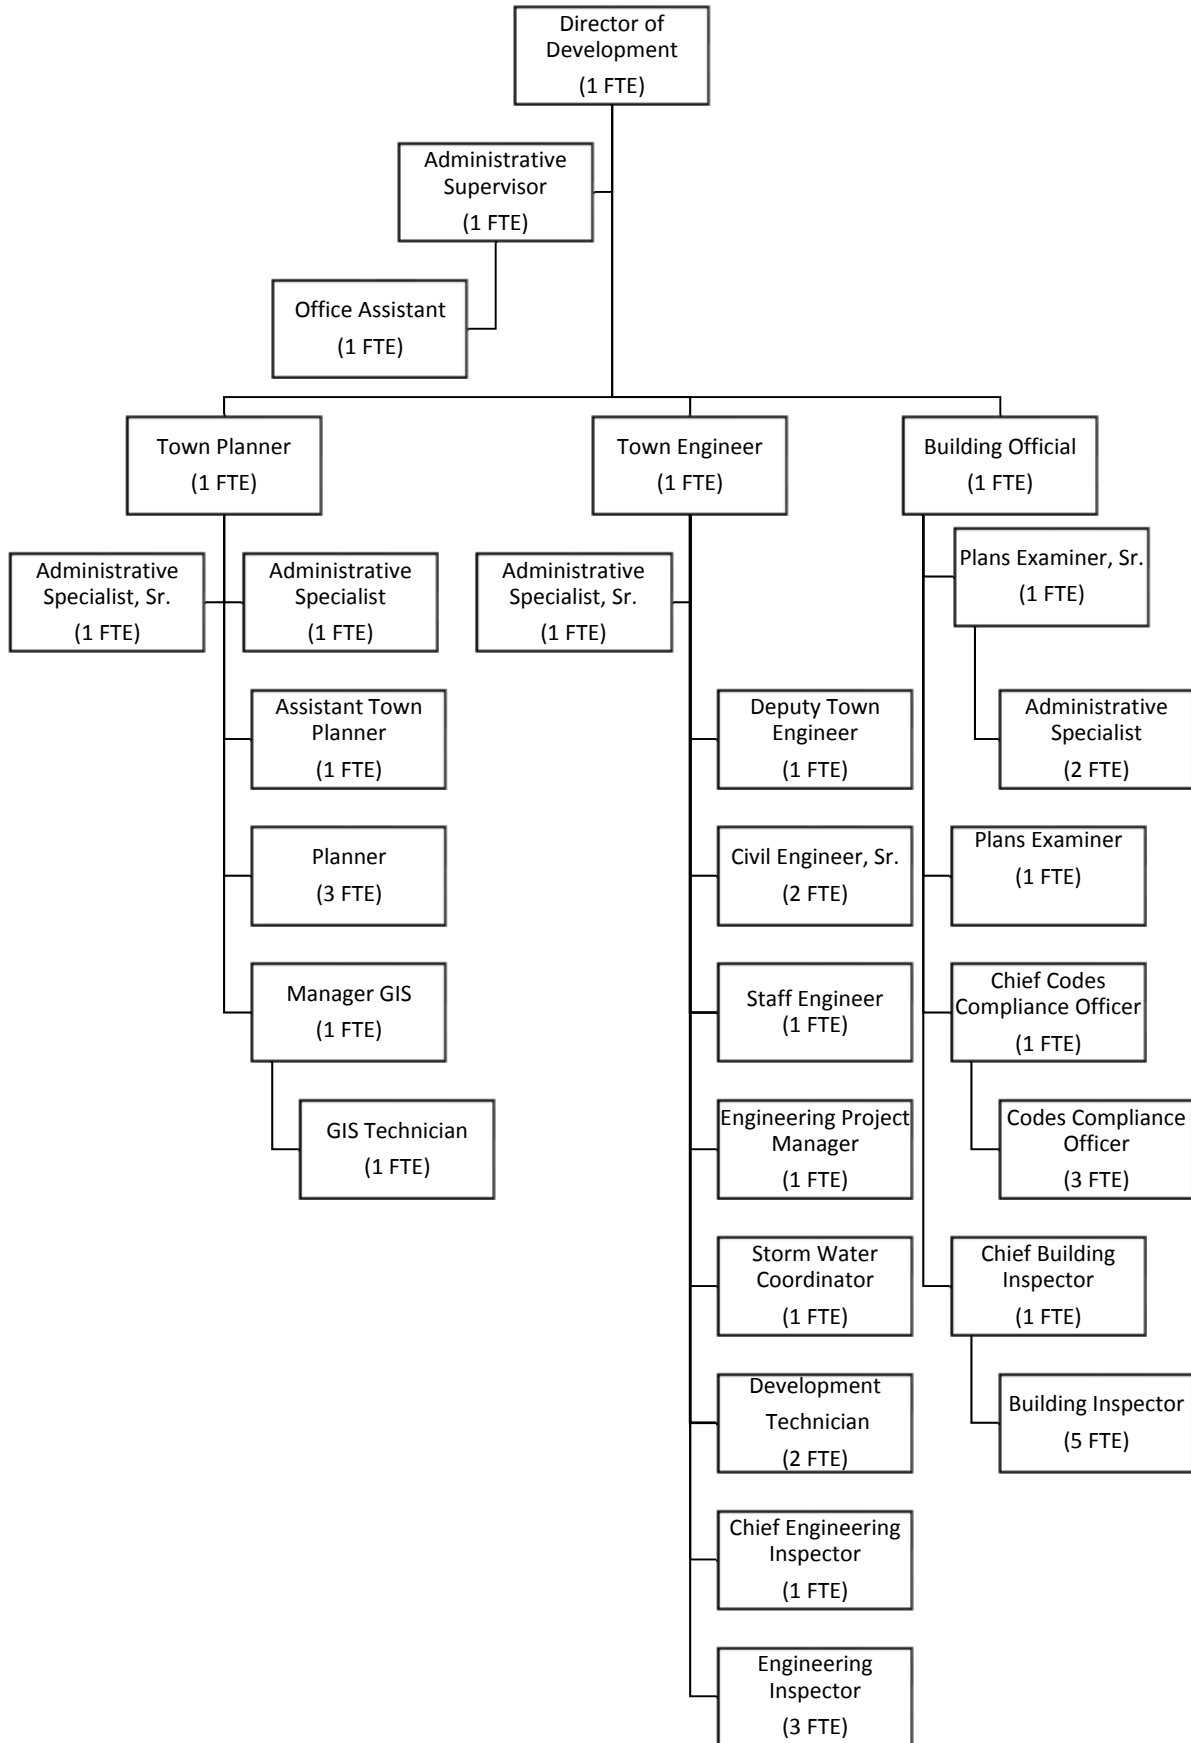 Director of
Development
(1 FTE)
Administrative
Supervisor
(1 FTE)
Office Assistant
(1 FTE)
Town Planner
(1 FTE)
Town Engineer
(1 FTE)
Building Official
(1 FTE)
Administrative
Specialist, Sr.
(1 FTE)
Administrative
Specialist
(1 FTE)
Administrative
Specialist, Sr.
(1 FTE)
Plans Examiner, Sr.
(1 FTE)
Assistant Town
Planner
(1 FTE)
Deputy Town
Engineer
(1 FTE)
Administrative
Specialist
(2 FTE)
Planner
(3 FTE)
Civil Engineer, Sr.
(2 FTE)
Plans Examiner
(1 FTE)
Manager GIS
(1 FTE)
Staff Engineer
(1 FTE)
Chief Codes
Compliance Officer
(1 FTE)
GIS Technician
(1 FTE)
Engineering Project
Manager
(1 FTE)
Codes Compliance
Officer
(3 FTE)
Storm Water
Coordinator
(1 FTE)
Chief Building
Inspector
(1 FTE)
Development
Technician
(2 FTE)
Building Inspector
(5 FTE)
Chief Engineering
Inspector
(1 FTE)
Engineering
Inspector
(3 FTE)